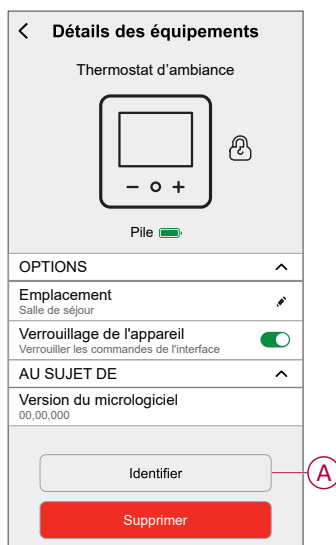 Détails des équipements
Thermostat d’ambiance
Pile
OPTIONS
Emplacement
Salle de séjour
Verrouillage de l'appareil
Verrouiller les commandes de l'interface
AU SUJET DE
Version du micrologiciel
00,00,000
Identifier
A
Supprimer